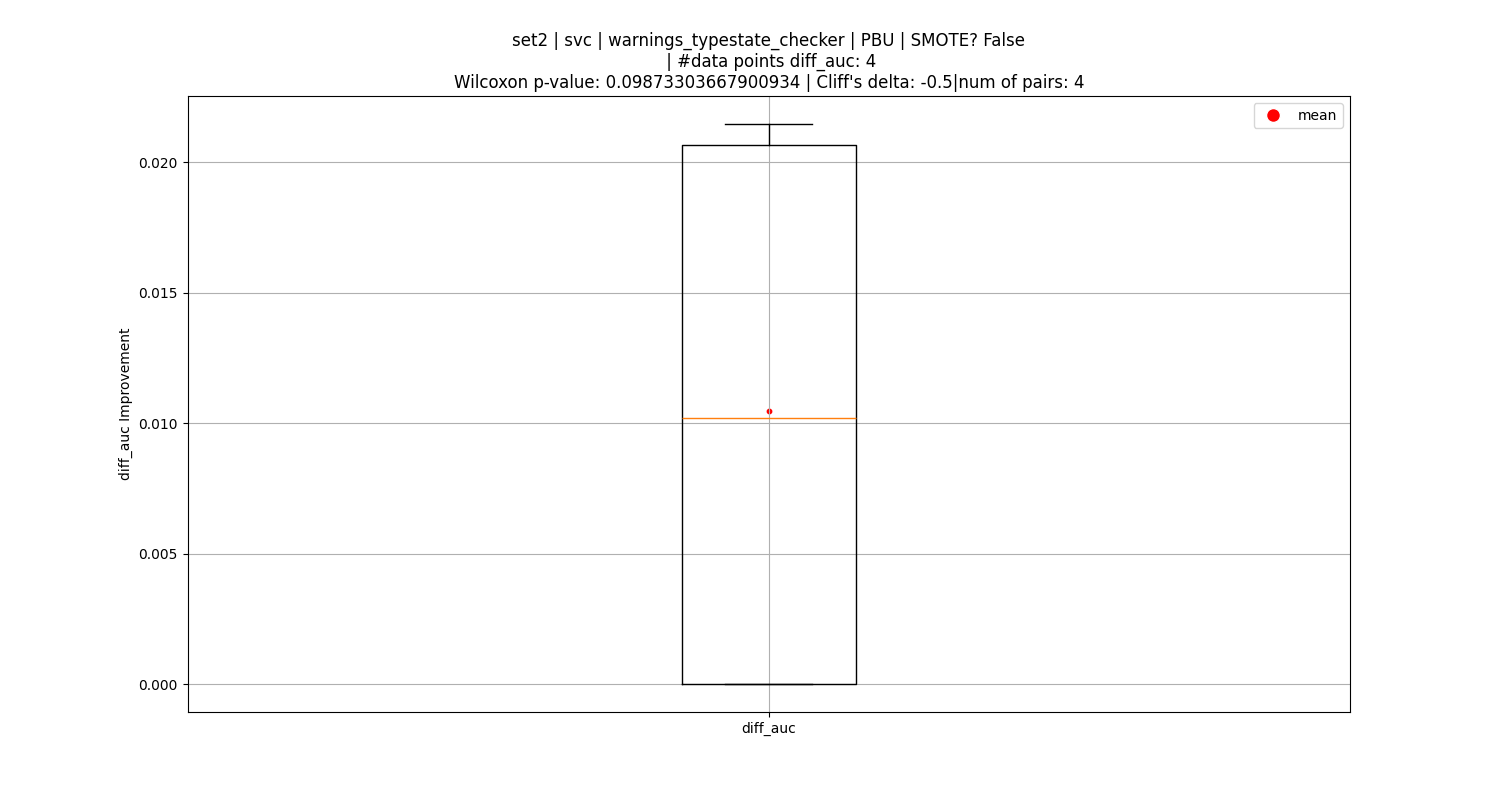 set2 | svc | warnings_typestate_checker | PBU | SMOTE? False
| #data points diff_auc: 4
Wilcoxon p-value: 0.09873303667900934 | Cliff's delta: -0.5|num of pairs: 4
mean
0.020
0.015
0.010
0.005
0.000
diff_auc Improvement
diff_auc